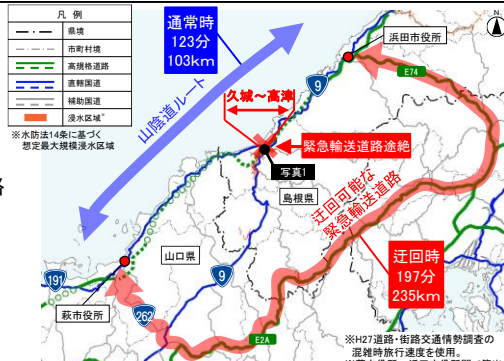 凡 例
県境
市町村境
高規格道路
直轄国道
補助国道
浸水区域※
※水防法14条に基づく
想定最大規模浸水区域
路
通常時
123分
103km
山陰道ルート
久城～高津
9
浜田市役所
E74
N
緊急輸送道路途絶
写真1
島根県
迂回可能な
緊急輸送道路
山口県
9
191
萩市役所
262
E2A
迂回時
197分
235km
※H27道路・街路交通情勢調査の
混雑時旅行速度を使用。